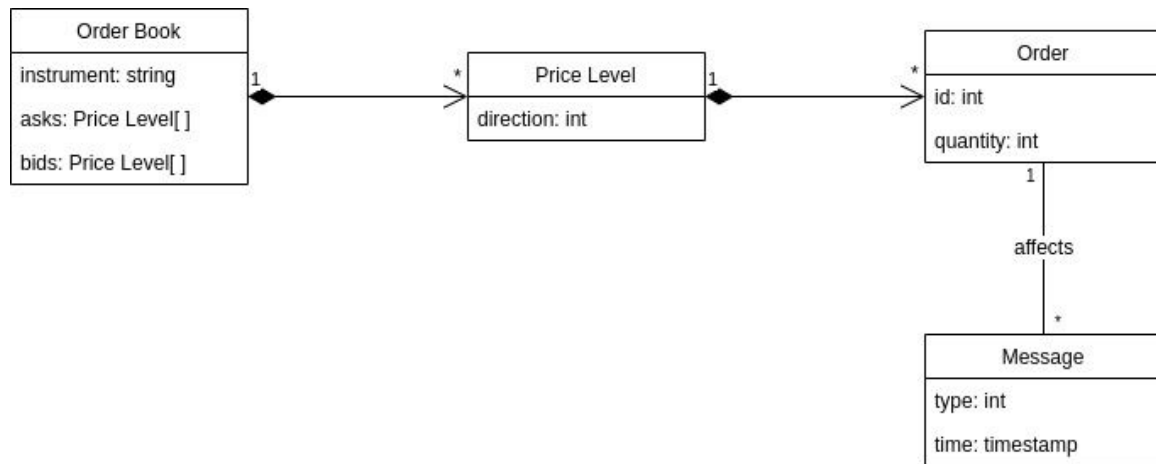 Order Book
instrument: string
asks: Price Level[ ]
bids: Price Level[ ]
1
*
Price Level
direction: int
1
*
Order
id: int
quantity: int
1
affects
*
Message
type: int
time: timestamp